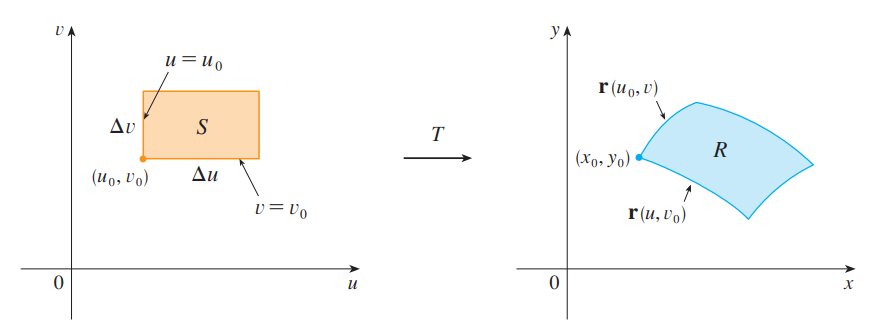 v
u = u₀
Δv
S
(u₀, v₀)
Δu
v = v₀
0
u
T
y
r(u₀, v)
(x₀, y₀)
R
r(u, v₀)
0
x